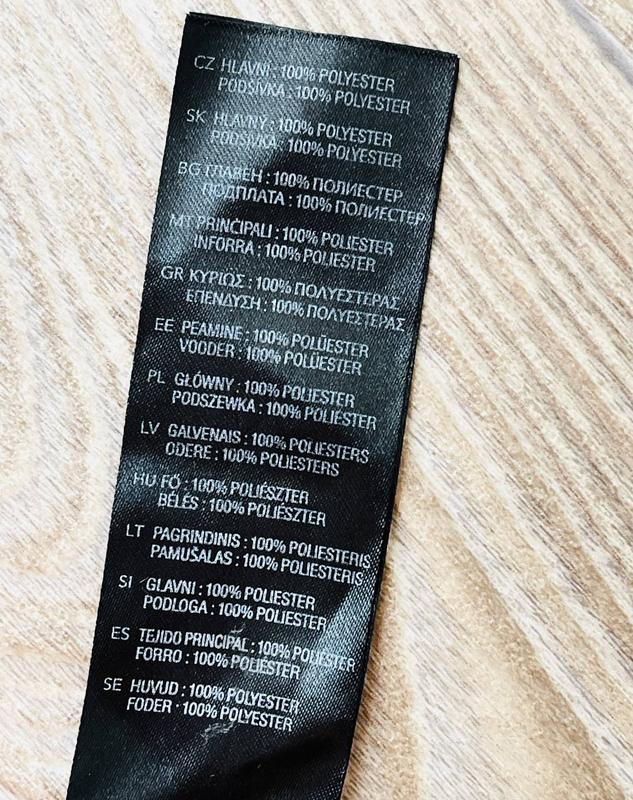 CZ HLAVNÍ : 100% POLYESTER
PODŠÍVKA : 100% POLYESTER
SK HLAVNÝ : 100% POLYESTER
PODŠÍVKA : 100% POLYESTER
BG ГЛАВЕН : 100% ПОЛИЕСТЕР
ПОДПЛАТА : 100% ПОЛИЕСТЕР
MT PRINĊIPALI : 100% POLIESTER
INFORRA : 100% POLIESTER
GR ΚΥΡΙΩΣ : 100% ΠΟΛΥΕΣΤΕΡΑΣ
ΕΠΕΝΔΥΣΗ : 100% ΠΟΛΥΕΣΤΕΡΑΣ
EE PEAMINE : 100% POLÜESTER
VOODER : 100% POLÜESTER
PL GŁÓWNY : 100% POLIESTER
PODSZEWKA : 100% POLIESTER
LV GALVENAIS : 100% POLIESTERS
ODERE : 100% POLIESTERS
HU FŐ : 100% POLIÉSZTER
BÉLÉS : 100% POLIÉSZTER
LT PAGRINDINIS : 100% POLIESTERIS
PAMUŠALAS : 100% POLIESTERIS
SI GLAVNI : 100% POLIESTER
PODLOGA : 100% POLIESTER
ES TEJIDO PRINCIPAL : 100% POLIÉSTER
FORRO : 100% POLIÉSTER
SE HUVUD : 100% POLYESTER
FODER : 100% POLYESTER